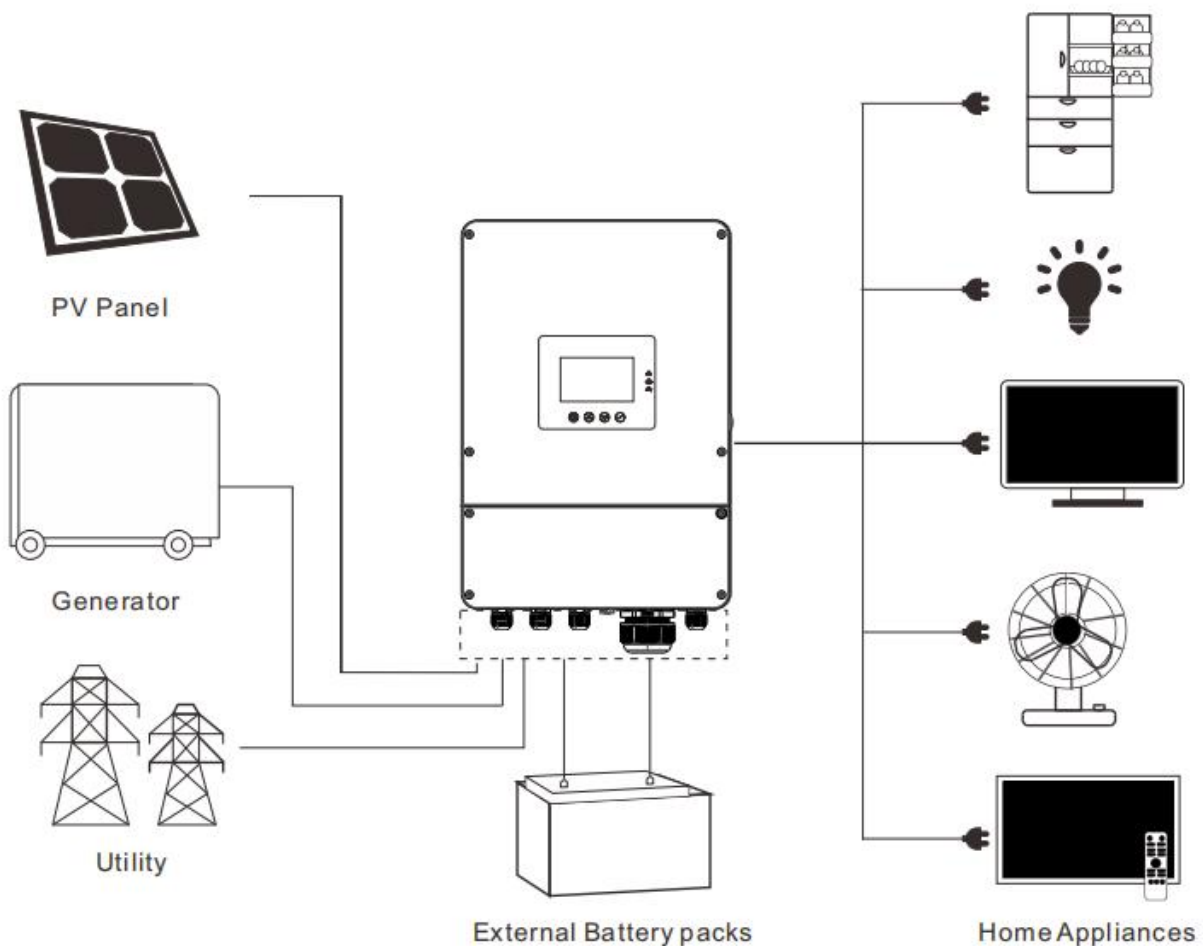 PV Panel
Generator
Utility
External Battery packs
Home Appliances